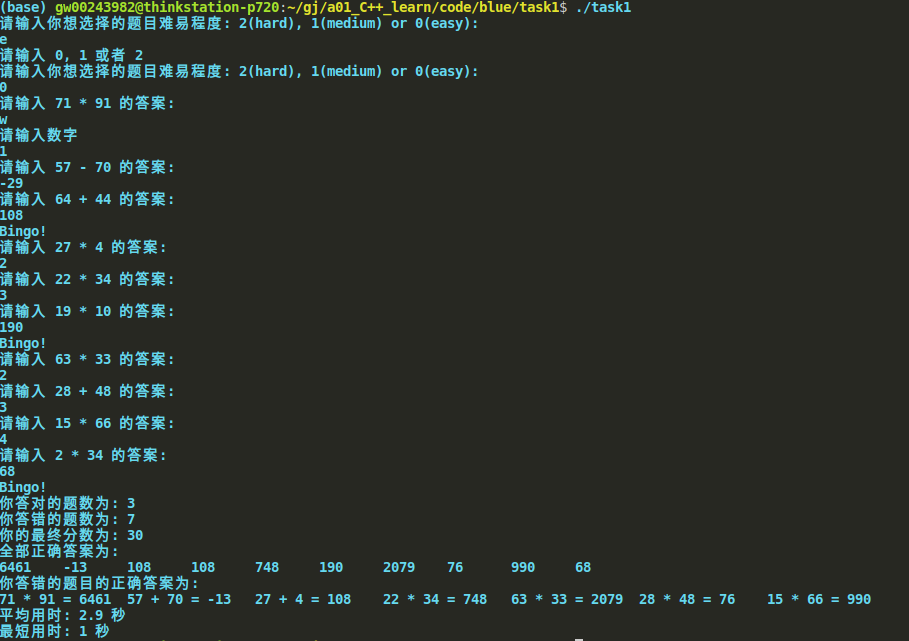 (base) gw00243982@thinkstation-p720:~/gj/a01_C++_learn/code/blue/task1$ ./task1
请输入你想选择的题目难易程度: 2(hard), 1(medium) or 0(easy):
e
请输入 0, 1 或者 2
请输入你想选择的题目难易程度: 2(hard), 1(medium) or 0(easy):
0
请输入 71 * 91 的答案:
w
请输入数字
1
请输入 57 - 70 的答案:
-29
请输入 64 + 44 的答案:
108
Bingo!
请输入 27 * 4 的答案:
2
请输入 22 * 34 的答案:
3
请输入 19 * 10 的答案:
190
Bingo!
请输入 63 * 33 的答案:
2
请输入 28 + 48 的答案:
3
请输入 15 * 66 的答案:
4
请输入 2 * 34 的答案:
68
Bingo!
你答对的题数为: 3
你答错的题数为: 7
你的最终分数为: 30
全部正确答案为:
6461 -13 108 108 748 190 2079 76 990 68
你答错的题目的正确答案为:
71 * 91 = 6461 57 + 70 = -13 27 + 4 = 108 22 * 34 = 748 63 * 33 = 2079 28 * 48 = 76 15 * 66 = 990
平均用时: 2.9 秒
最短用时: 1 秒